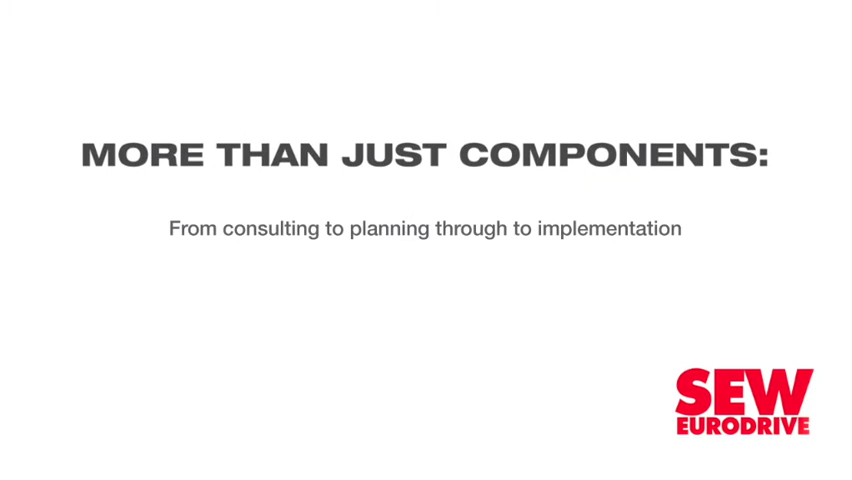 MORE THAN JUST COMPONENTS:
From consulting to planning through to implementation
SEW
EURODRIVE